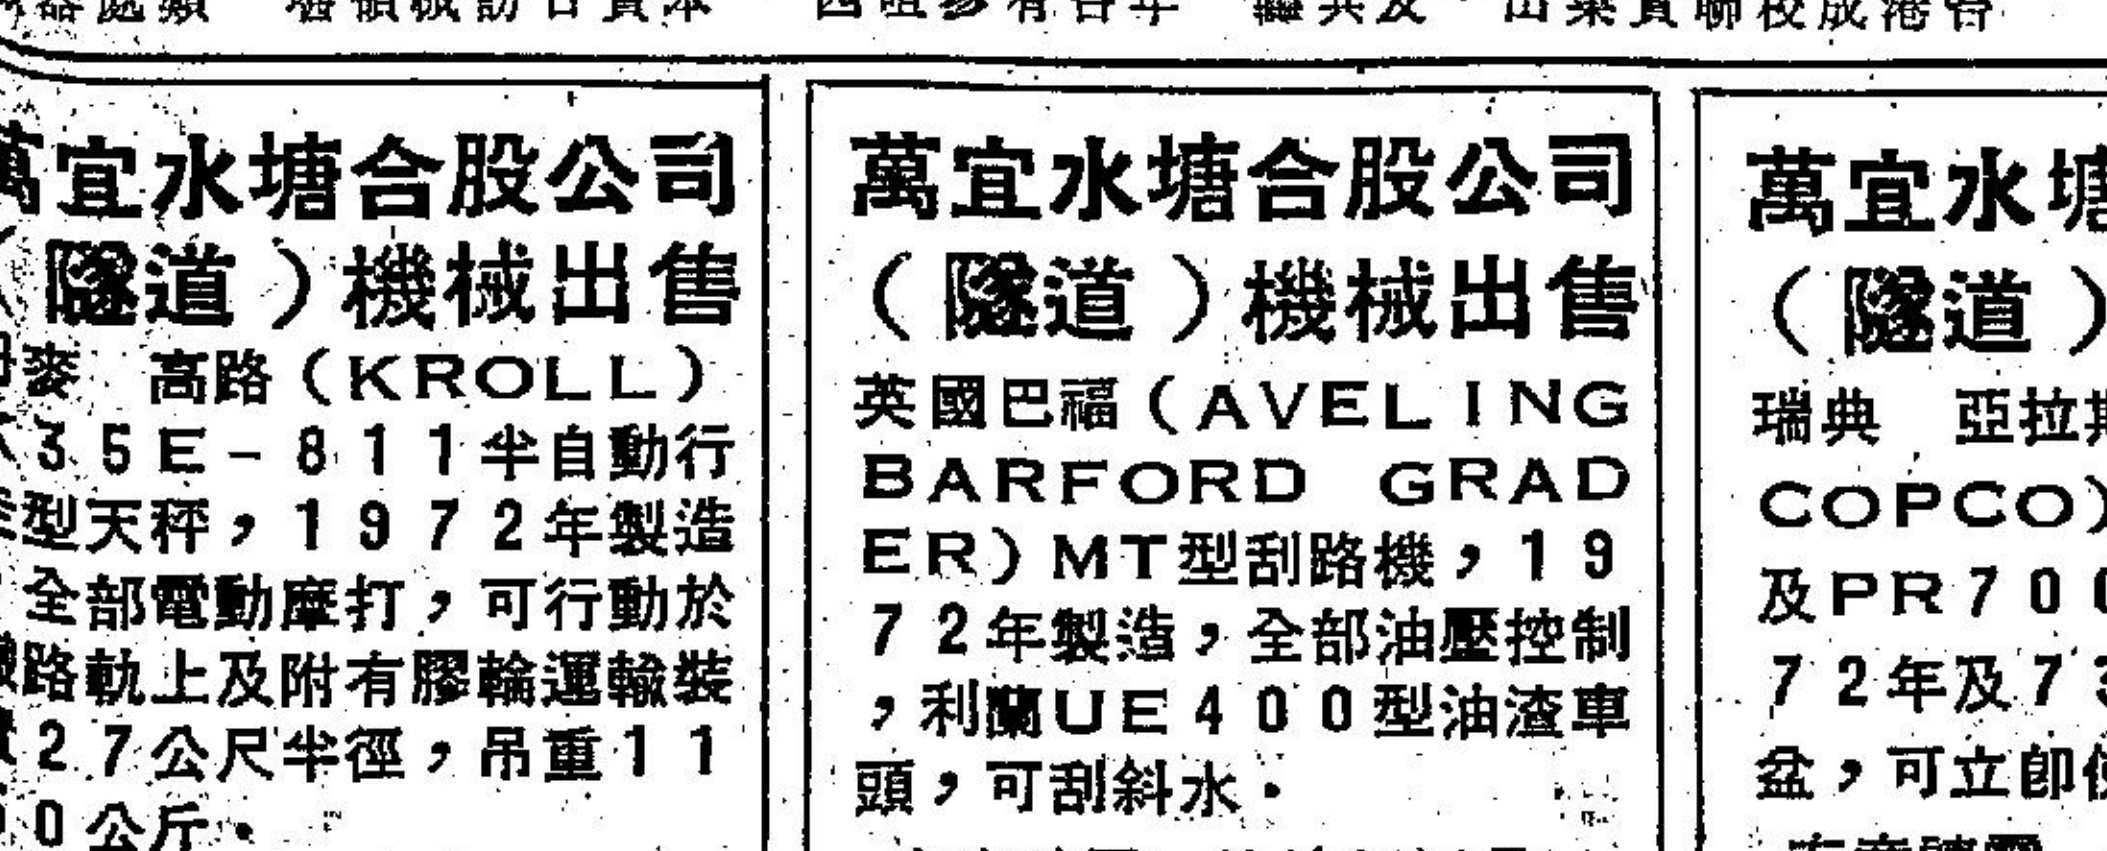 萬宜水塘合股公司
（隧道）機械出售
麥　高路（KROLL）
35E－811半自動行
型天秤，1972年製造
全部電動摩打，可行動於
路軌上及附有膠輪運輸裝
27公尺半徑，吊重11
0公斤．
萬宜水塘合股公司
（隧道）機械出售
英國巴福（AVELING
BARFORD　GRAD
ER）MT型刮路機，19
72年製造，全部油壓控制
，利蘭UE400型油渣車
頭，可刮斜水．
萬宜水塘
（隧道）
瑞典　亞拉斯
COPCO）
及PR700
72年及73
盆，可立即使